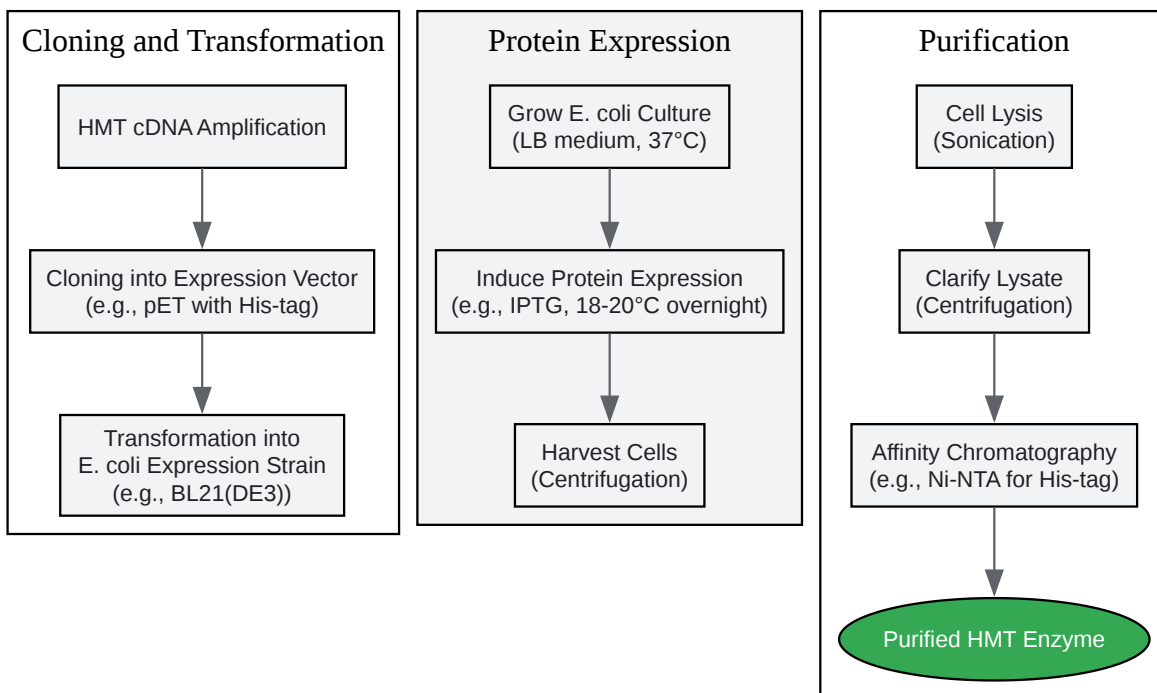 Cloning and Transformation
HMT cDNA Amplification
Cloning into Expression Vector
(e.g., pET with His-tag)
Transformation into
E. coli Expression Strain
(e.g., BL21(DE3))
Protein Expression
Grow E. coli Culture
(LB medium, 37°C)
Induce Protein Expression
(e.g., IPTG, 18-20°C overnight)
Harvest Cells
(Centrifugation)
Purification
Cell Lysis
(Sonication)
Clarify Lysate
(Centrifugation)
Affinity Chromatography
(e.g., Ni-NTA for His-tag)
Purified HMT Enzyme